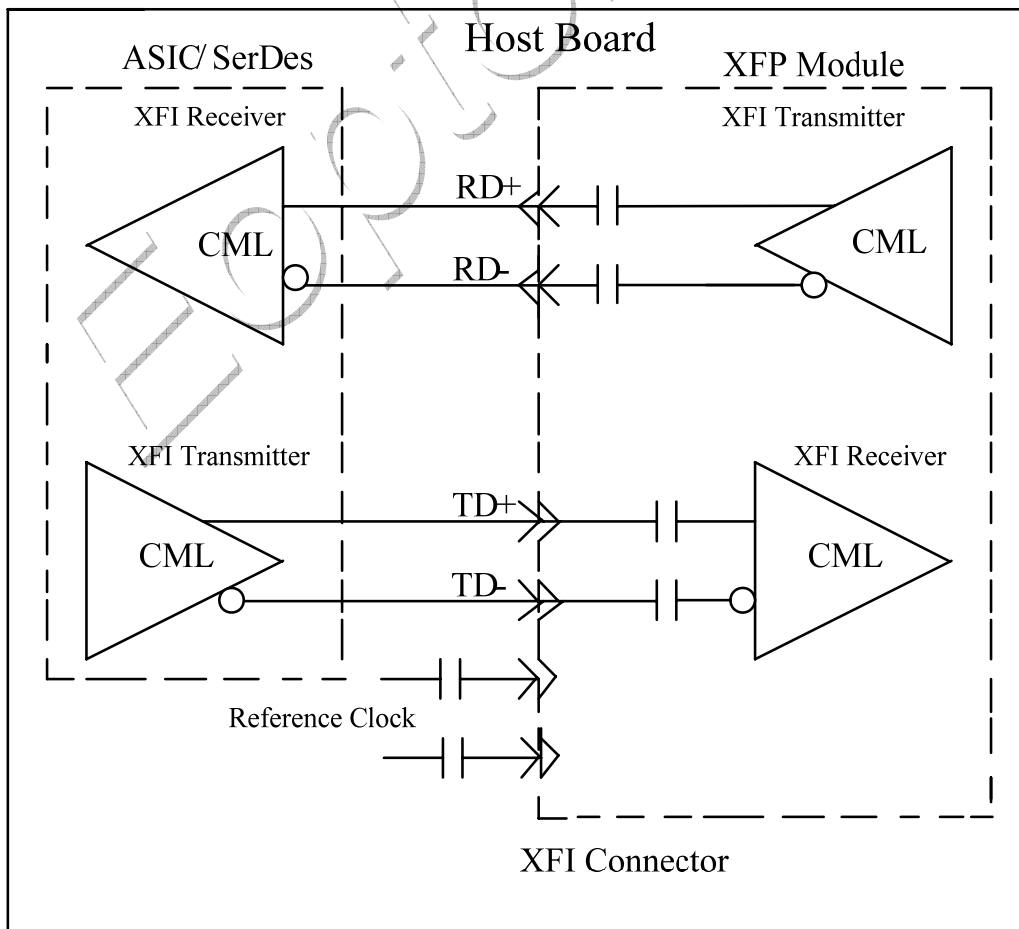 Host Board
ASIC/ SerDes
XFP Module
XFI Receiver
XFI Transmitter
RD+
CML
CML
RD-
XFI Transmitter
XFI Receiver
TD+
CML
CML
TD-
Reference Clock
XFI Connector